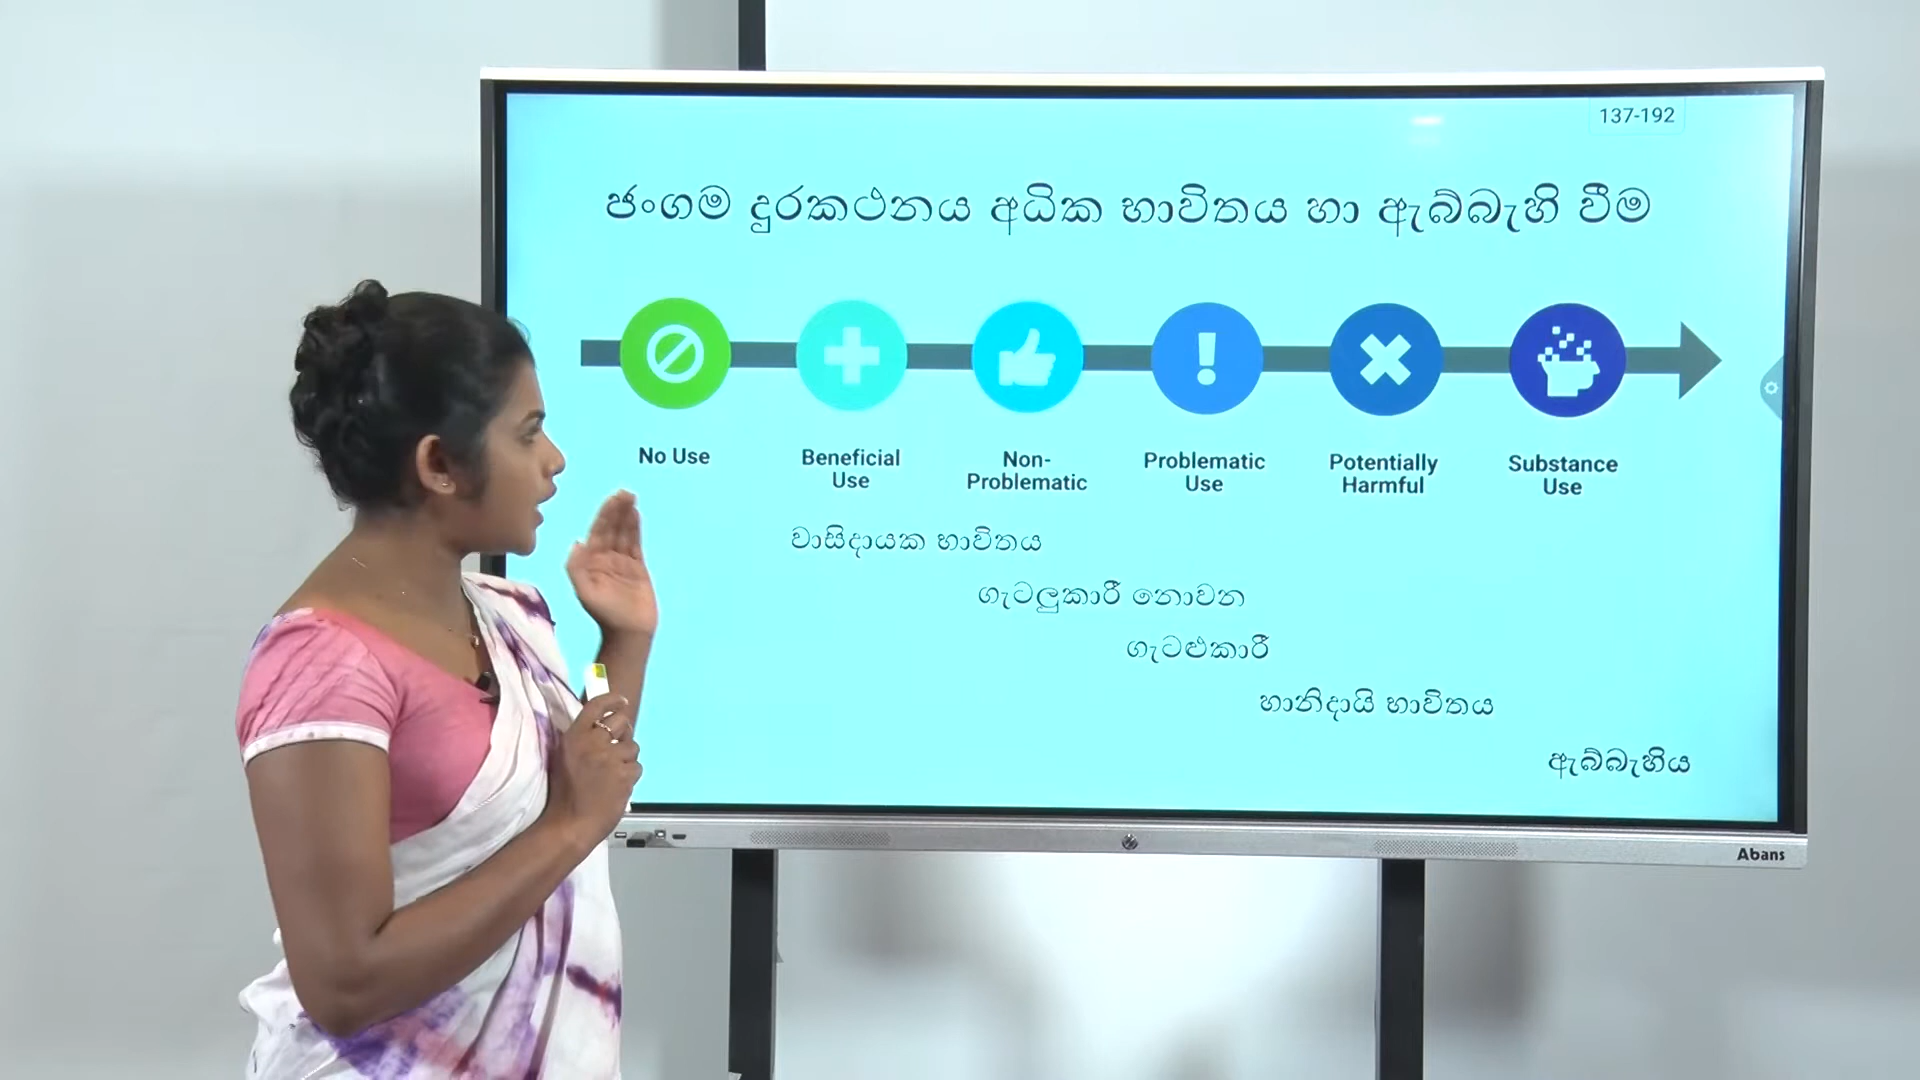 137-192
ජංගම දුරකථනය අධික භාවිතය හා ඇබ්බැහි වීම
No Use
Beneficial
Use
Non-
Problematic
Problematic
Use
Potentially
Harmful
Substance
Use
වාසිදායක භාවිතය
ගැටලුකාරී නොවන
ගැටළුකාරී
හානිදායි භාවිතය
ඇබ්බැහිය
Abans